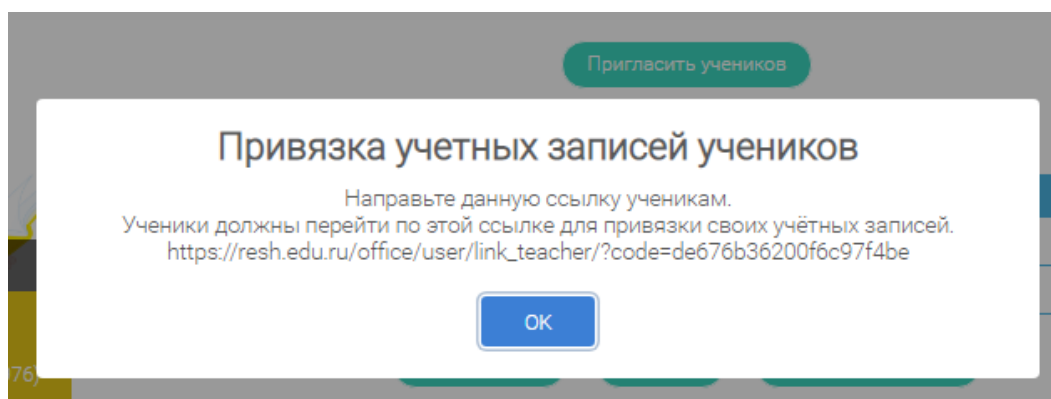 Пригласить учеников
Привязка учетных записей учеников
Направьте данную ссылку ученикам.
Ученики должны перейти по этой ссылке для привязки своих учётных записей.
https://resh.edu.ru/office/user/link_teacher/?code=de676b36200f6c97f4be
OK